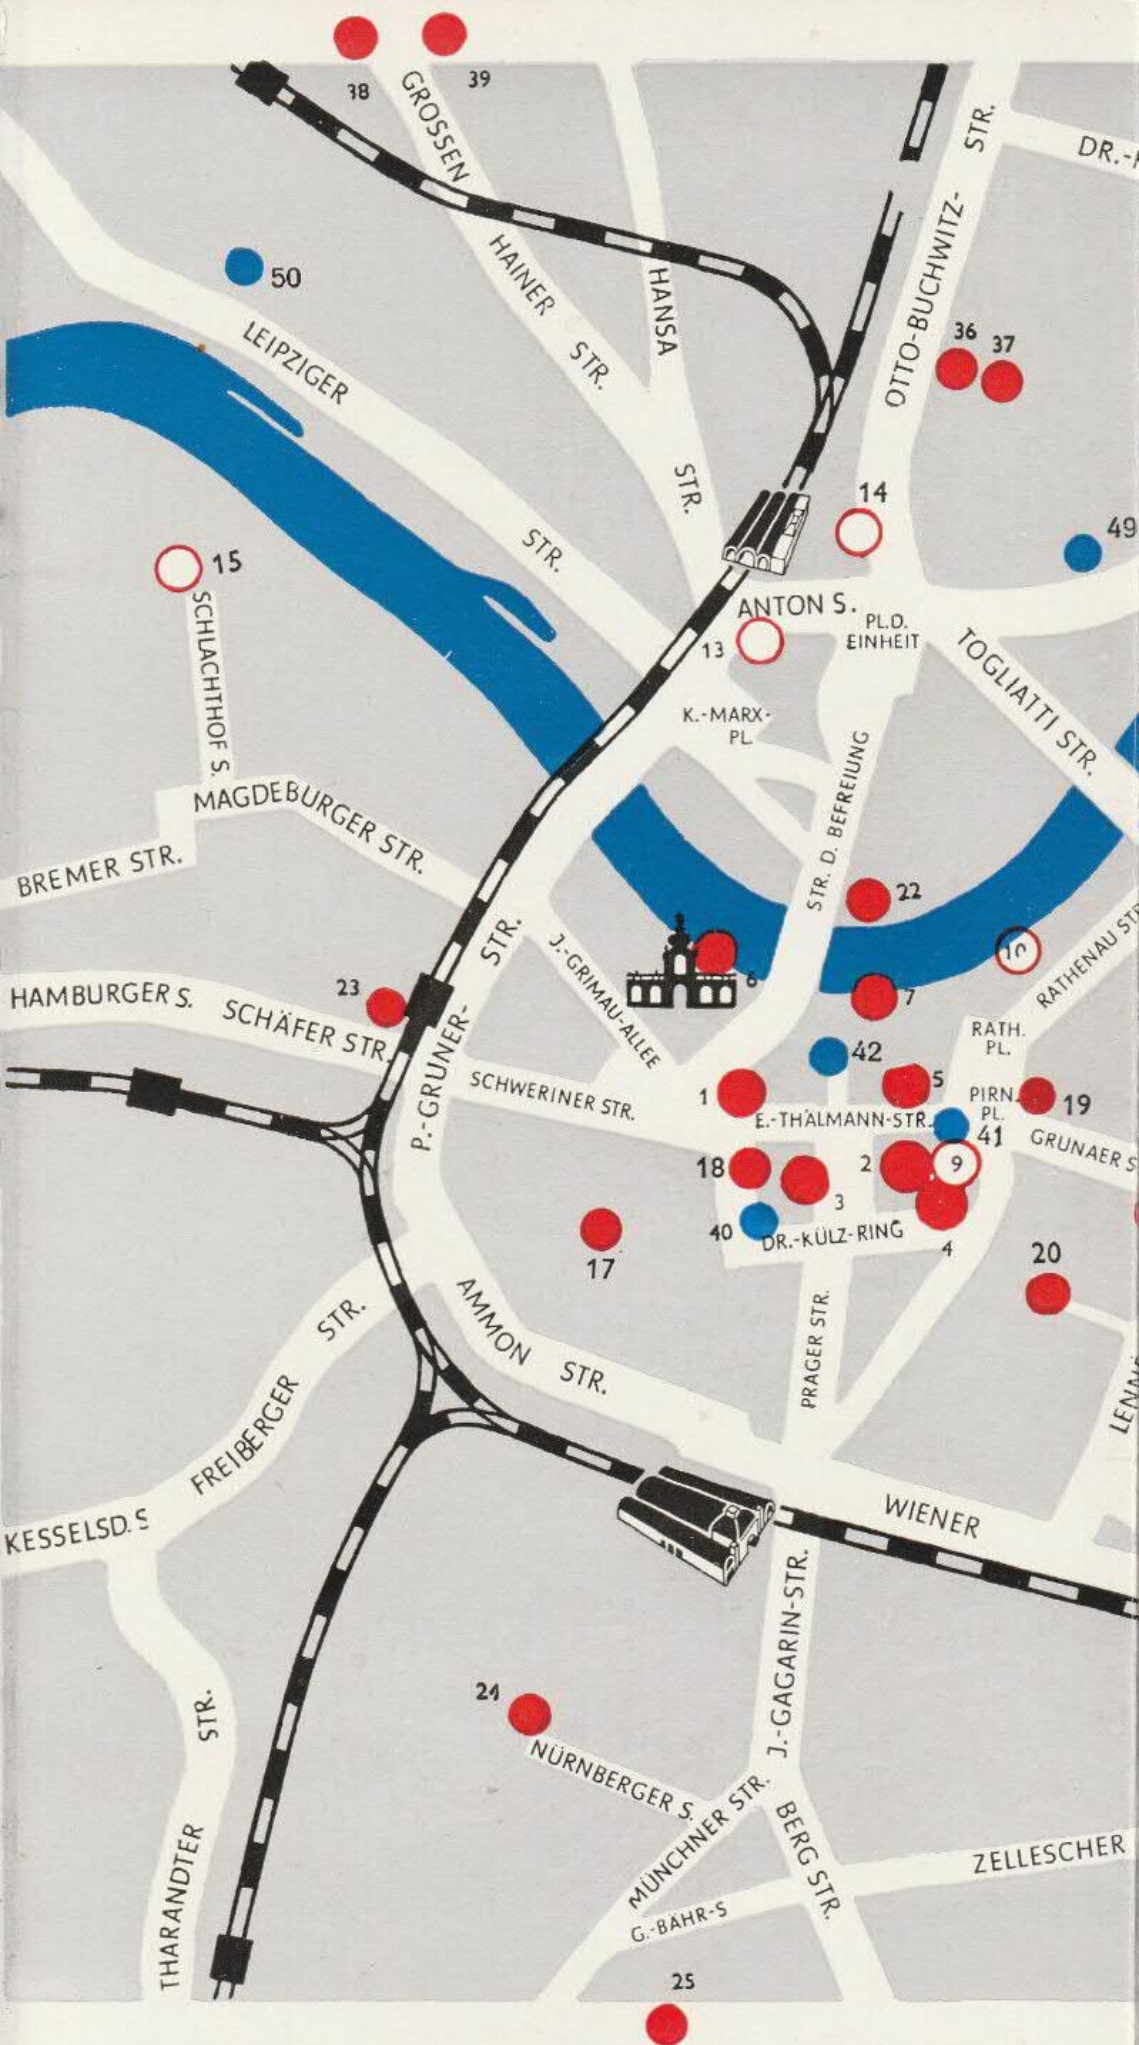 38
39
GROSSEN
HAINER
STR.
HANSA
STR.
OTTO-BUCHWITZ-
STR.
50
LEIPZIGER
STR.
36
37
14
49
15
SCHLACHTHOF S.
ANTON S.
PL.D.
EINHEIT
13
TOGLIATTI STR.
K.-MARX-
PL.
STR. D. BEFREIUNG
MAGDEBURGER STR.
BREMER STR.
22
10
RATHENAU STR
J.-GRIMAU-ALLEE
6
7
HAMBURGER S.
SCHÄFER STR.
23
P.-GRUNER-
STR.
RATH.
PL.
42
SCHWERINER STR.
1
5
PIRN.
PL.
19
E.-THÄLMANN-STR.
41
GRUNAER S
18
3
2
9
40
DR.-KÜLZ-RING
4
17
20
AMMON STR.
PRAGER STR.
FREIBERGER
STR.
KESSELSD. S
WIENER
J.-GAGARIN-STR.
24
NÜRNBERGER S.
MÜNCHNER STR.
BERG STR.
ZELLESCHER
G.-BÄHR-S
THARANDTER
STR.
25